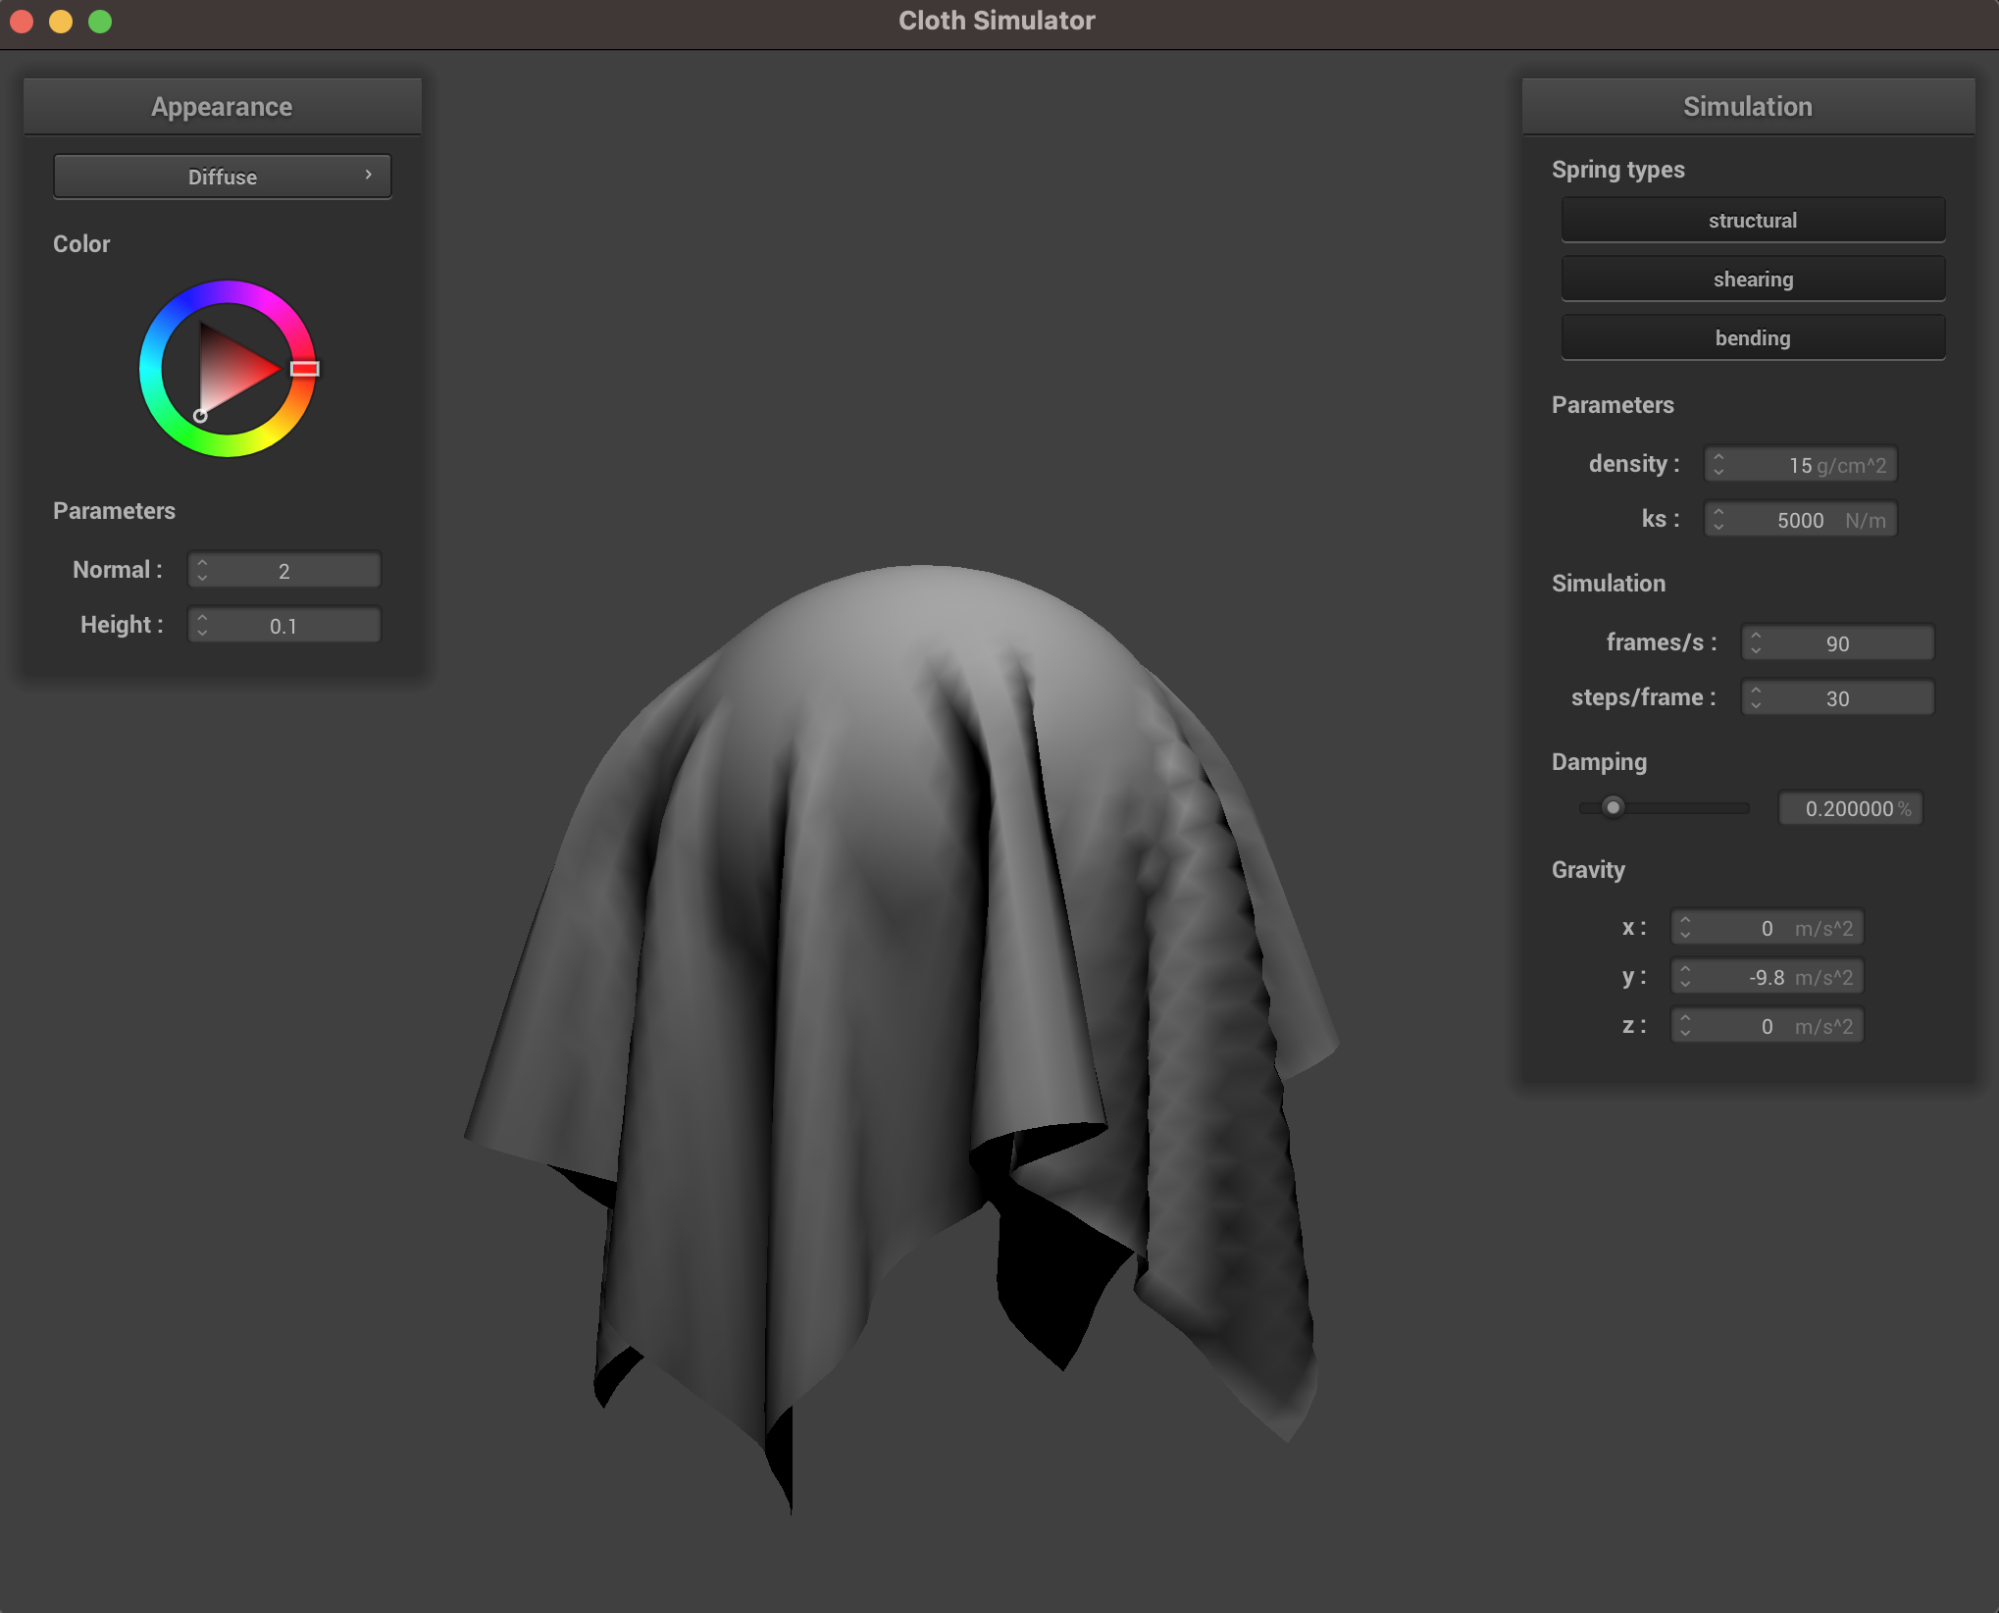 Cloth Simulator
Appearance
Diffuse
Color
Parameters
Normal : 2
Height : 0.1
Simulation
Spring types
structural
shearing
bending
Parameters
density : 15 g/cm^2
ks : 5000 N/m
Simulation
frames/s : 90
steps/frame : 30
Damping
0.200000 %
Gravity
x : 0 m/s^2
y : -9.8 m/s^2
z : 0 m/s^2